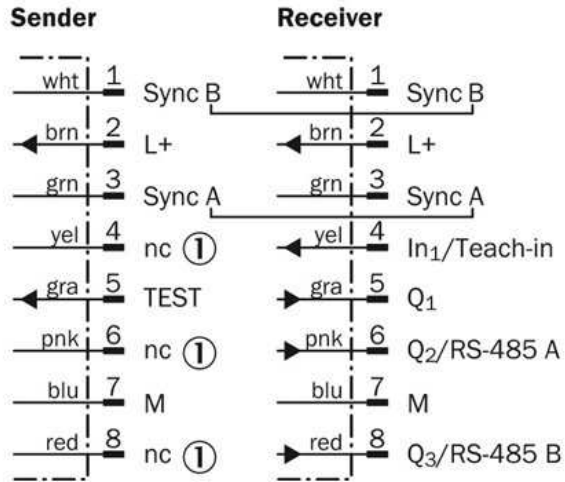 Sender Receiver
wht 1 Sync B wht 1 Sync B
brn 2 L+ brn 2 L+
grn 3 Sync A grn 3 Sync A
yel 4 nc ① yel 4 In₁/Teach-in
gra 5 TEST gra 5 Q₁
pnk 6 nc ① pnk 6 Q₂/RS-485 A
blu 7 M blu 7 M
red 8 nc ① red 8 Q₃/RS-485 B